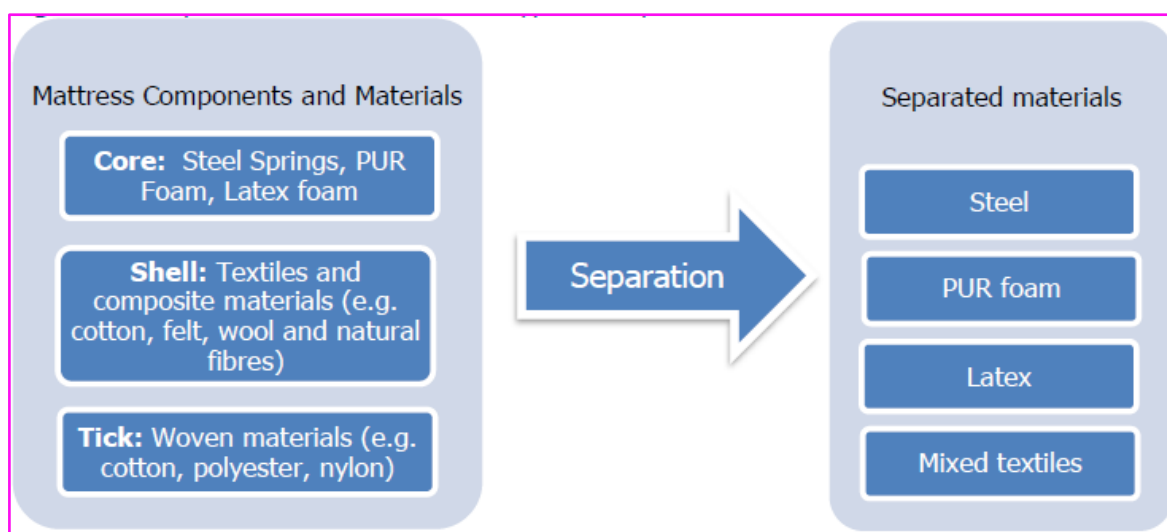 Mattress Components and Materials
Core: Steel Springs, PUR
Foam, Latex foam
Shell: Textiles and
composite materials (e.g.
cotton, felt, wool and natural
fibres)
Tick: Woven materials (e.g.
cotton, polyester, nylon)
Separation
Separated materials
Steel
PUR foam
Latex
Mixed textiles